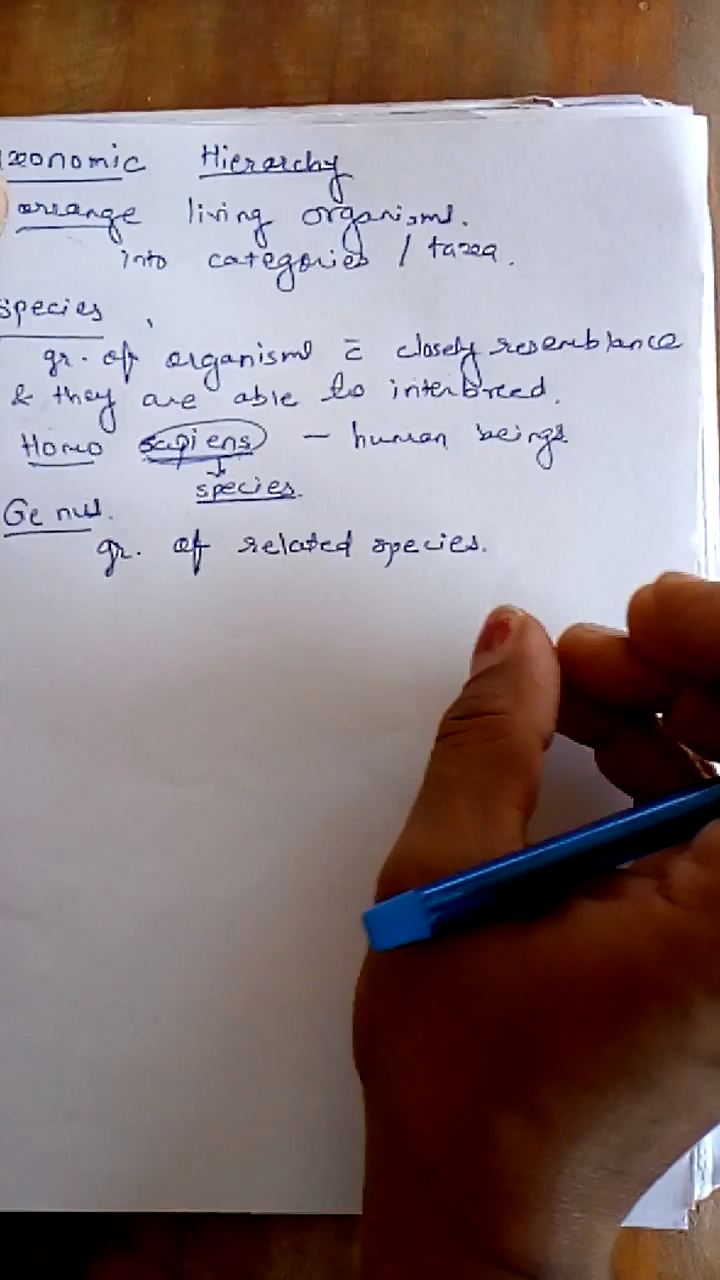 axonomic Hierarchy
arrange living organisms.
into categories / taxa.
species
gr. of organisms c̄ closely resemblance
& they are able to interbreed.
Homo sapiens – human beings
↓
species.
Genus.
gr. of related species.